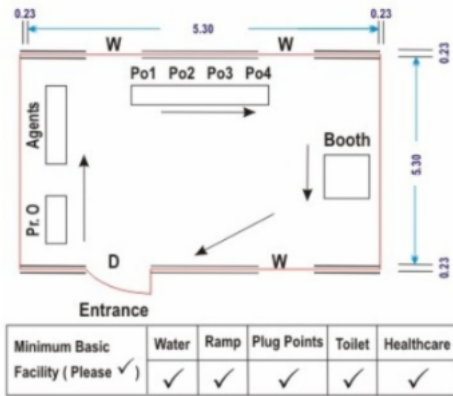 0.23 5.30 0.23
W W
Po1 Po2 Po3 Po4
0.23
Agents
Booth
5.30
Pr. O
D W
0.23
Entrance
Minimum Basic Facility ( Please ✓ ) Water Ramp Plug Points Toilet Healthcare
✓ ✓ ✓ ✓ ✓